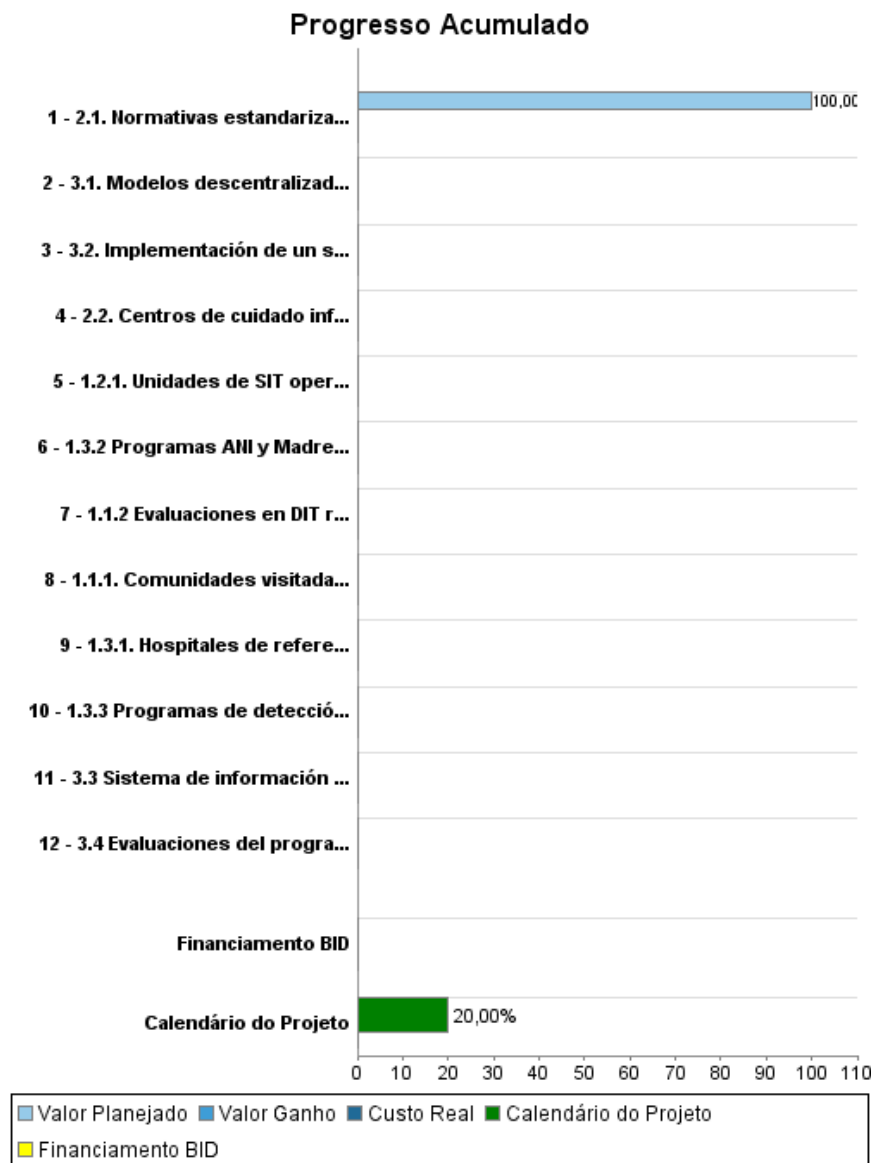 Progresso Acumulado
100,00
1 - 2.1. Normativas estandariza...
2 - 3.1. Modelos descentralizad...
3 - 3.2. Implementación de un s...
4 - 2.2. Centros de cuidado inf...
5 - 1.2.1. Unidades de SIT oper...
6 - 1.3.2 Programas ANI y Madre...
7 - 1.1.2 Evaluaciones en DIT r...
8 - 1.1.1. Comunidades visitada...
9 - 1.3.1. Hospitales de refere...
10 - 1.3.3 Programas de detecció...
11 - 3.3 Sistema de información ...
12 - 3.4 Evaluaciones del progra...
Financiamento BID
Calendário do Projeto 20,00%
0 10 20 30 40 50 60 70 80 90 100 110
Valor Planejado Valor Ganho Custo Real Calendário do Projeto
Financiamento BID